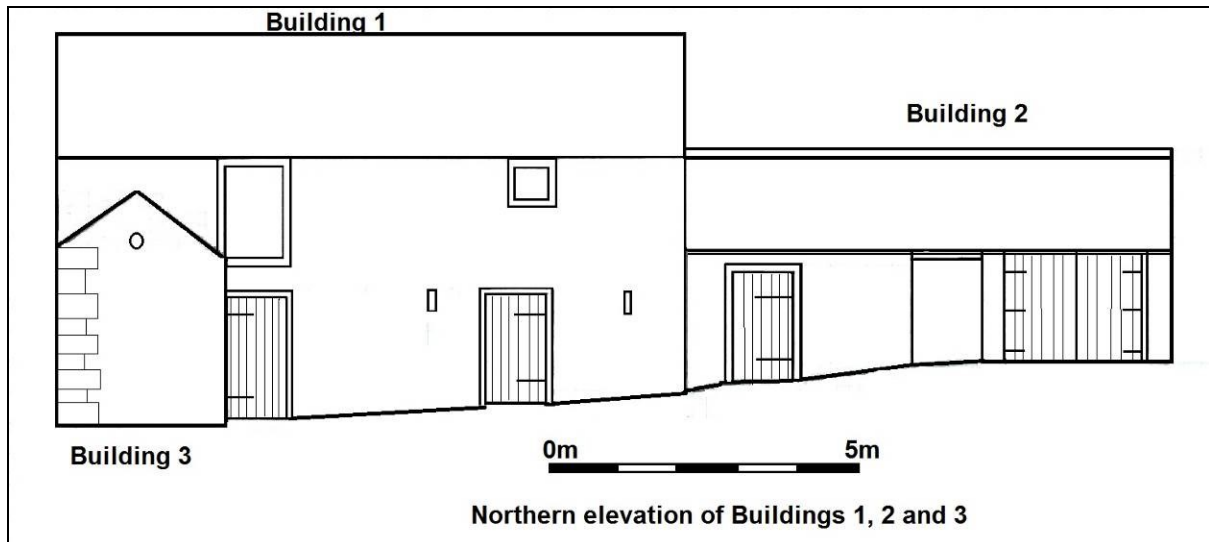 Building 1
Building 2
Building 3
0m 5m
Northern elevation of Buildings 1, 2 and 3